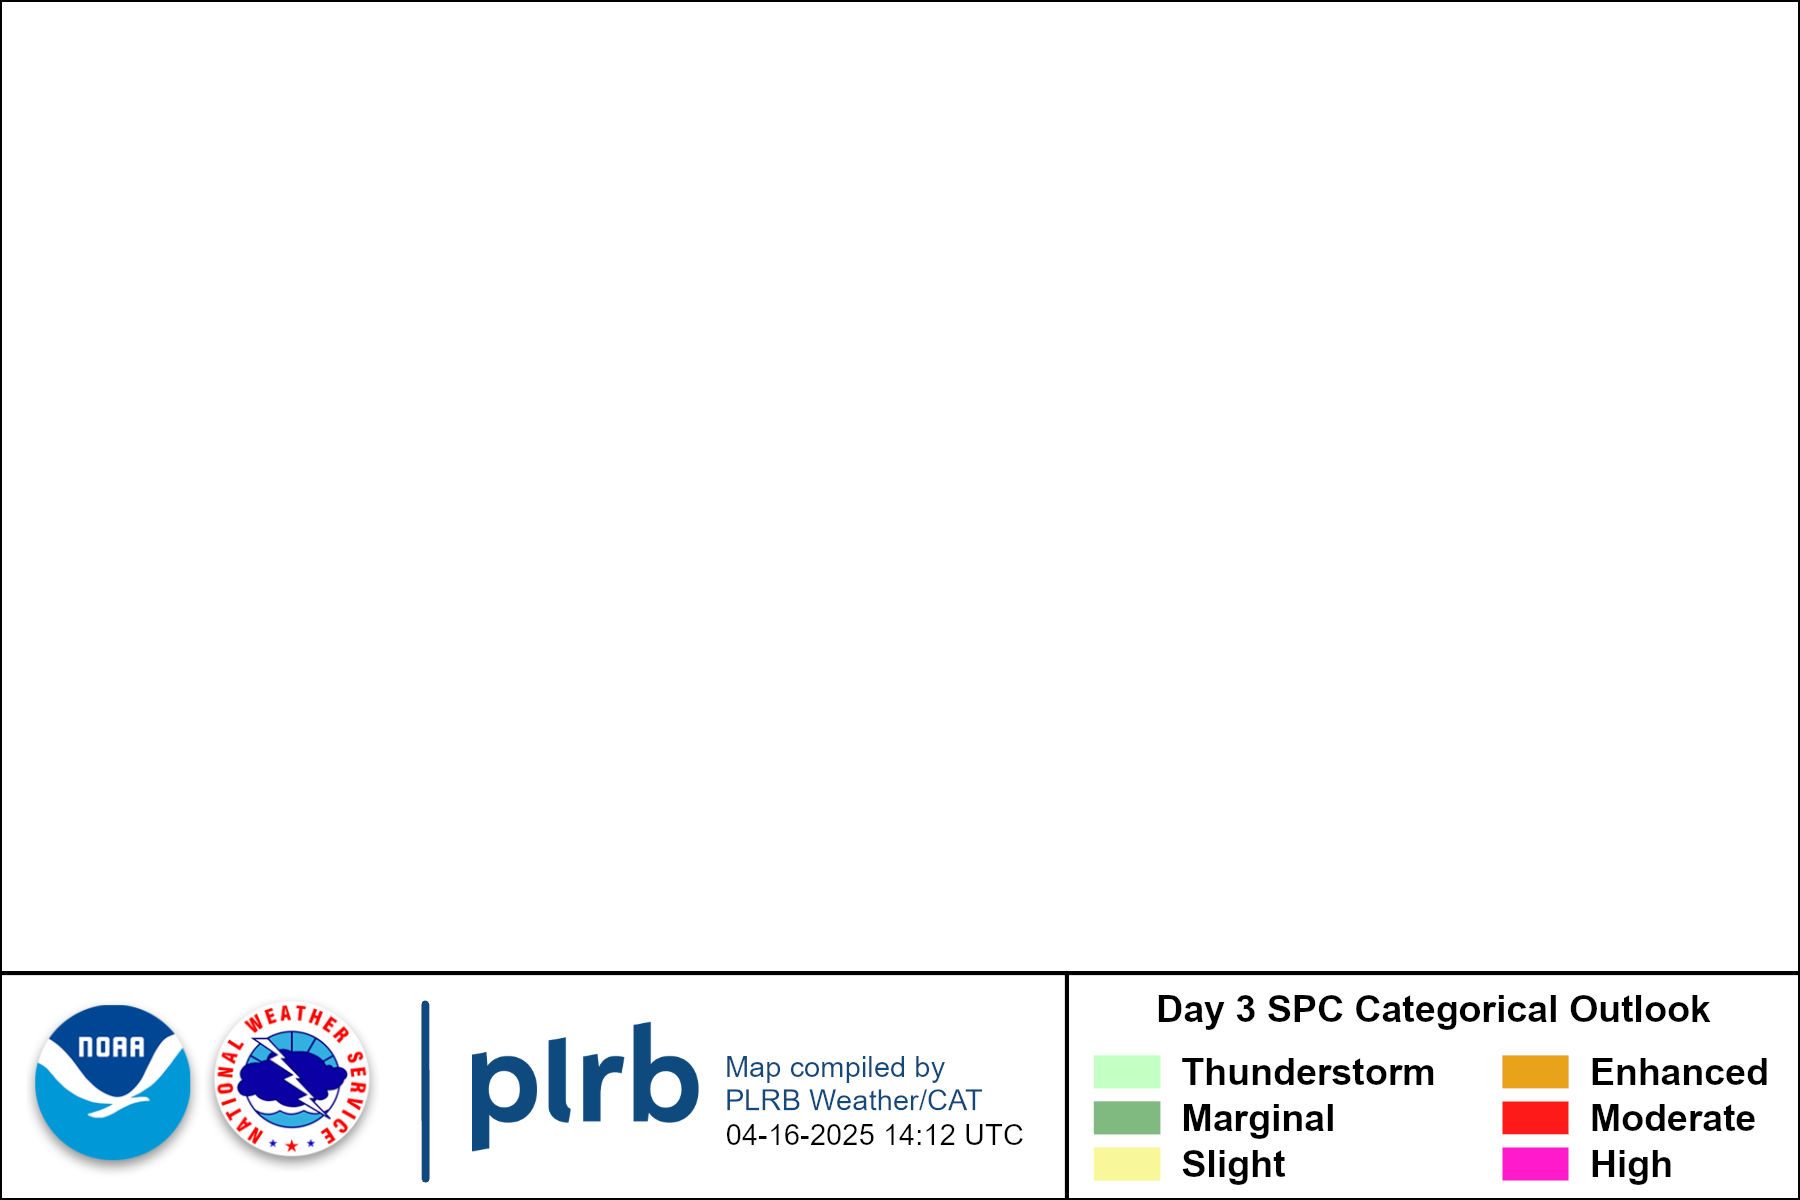 NOAA
NATIONAL WEATHER SERVICE
plrb
Map compiled by
PLRB Weather/CAT
04-16-2025 14:12 UTC
Day 3 SPC Categorical Outlook
Thunderstorm
Marginal
Slight
Enhanced
Moderate
High